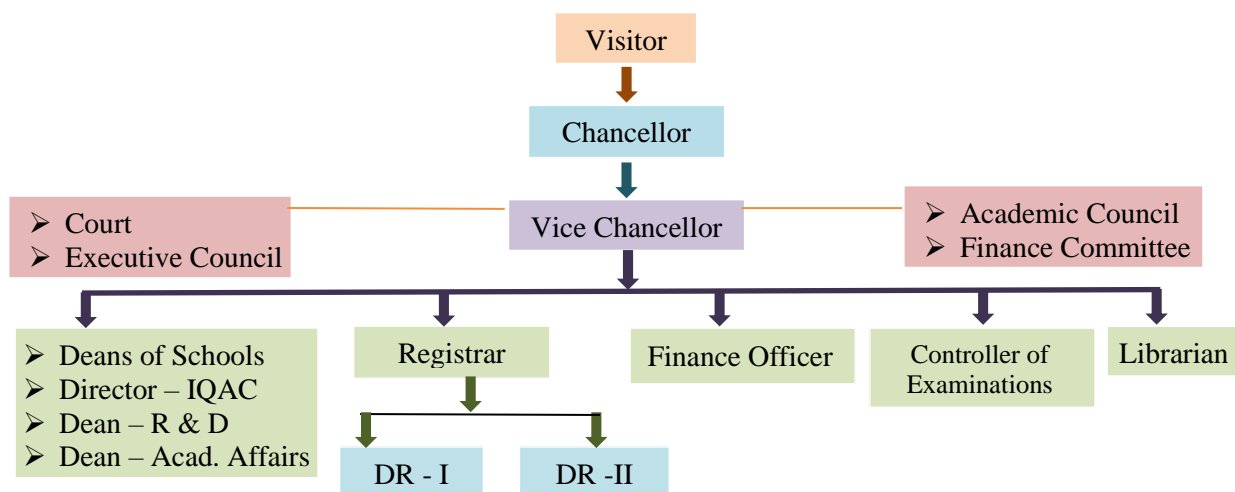 Visitor
Chancellor
➢ Court
➢ Executive Council
Vice Chancellor
➢ Academic Council
➢ Finance Committee
➢ Deans of Schools
➢ Director – IQAC
➢ Dean – R & D
➢ Dean – Acad. Affairs
Registrar
Finance Officer
Controller of
Examinations
Librarian
DR - I
DR -II